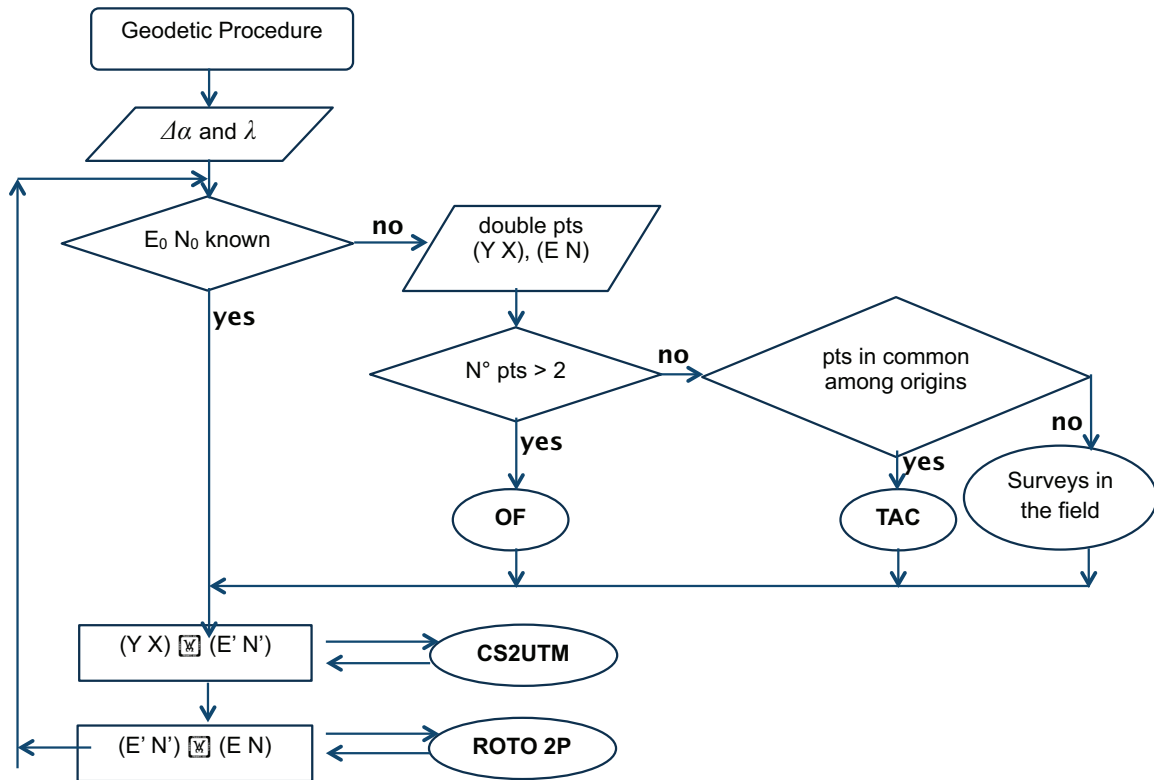 Geodetic Procedure
Δα and λ
E₀ N₀ known
no
double pts
(Y X), (E N)
yes
N° pts > 2
no
pts in common
among origins
yes
no
yes
OF
TAC
Surveys in
the field
(Y X) (E' N')
CS2UTM
(E' N') (E N)
ROTO 2P